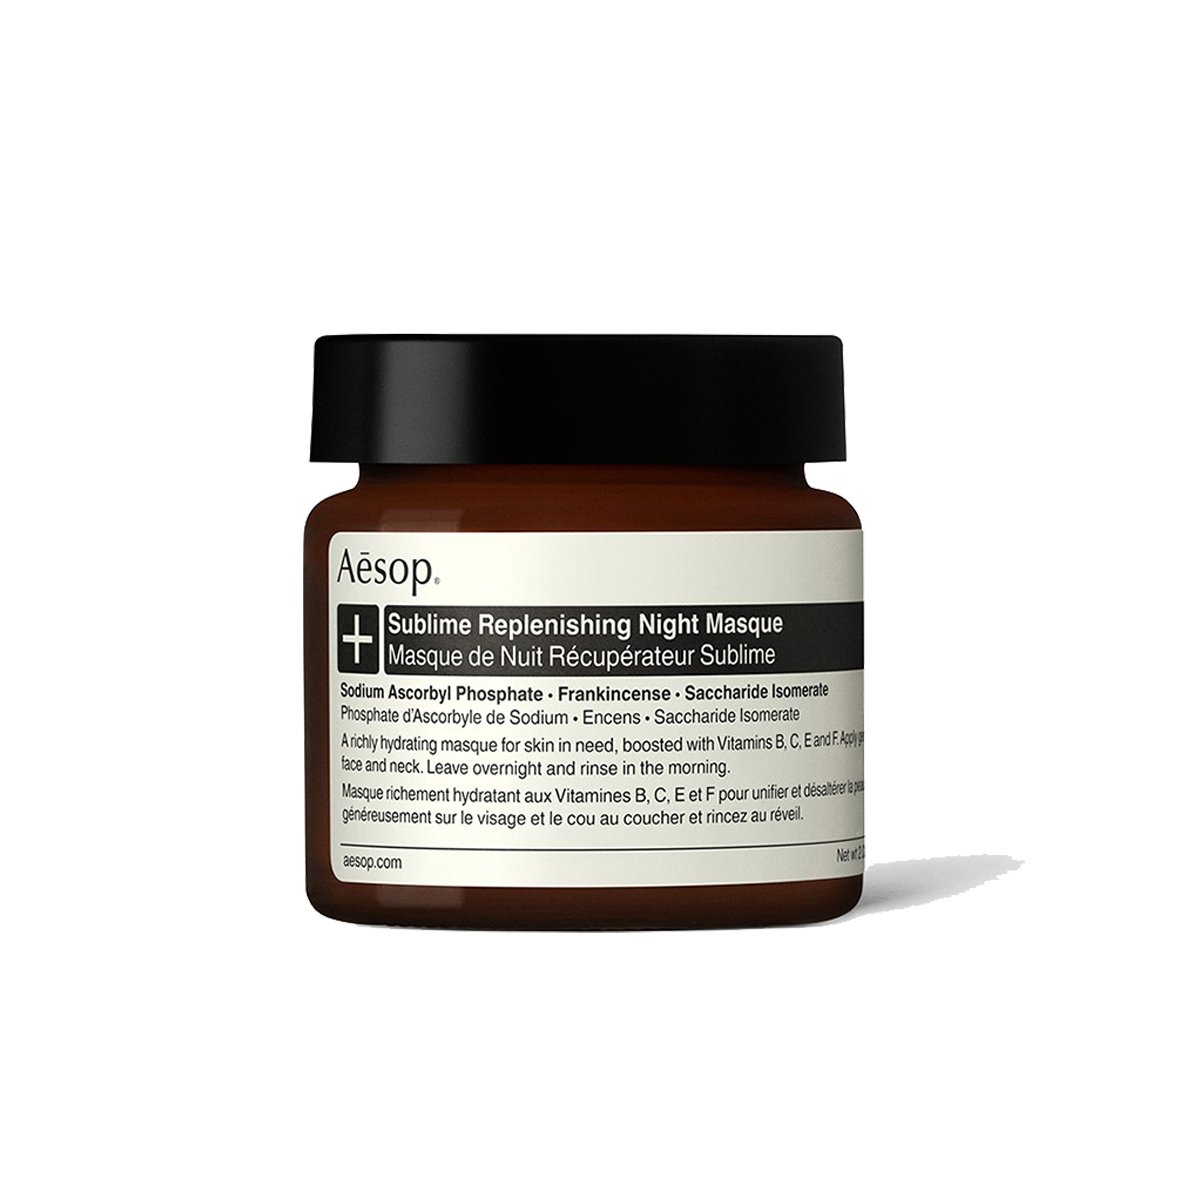 Aēsop®
+
Sublime Replenishing Night Masque
Masque de Nuit Récupérateur Sublime
Sodium Ascorbyl Phosphate • Frankincense • Saccharide Isomerate
Phosphate d'Ascorbyle de Sodium • Encens • Saccharide Isomerate
A richly hydrating masque for skin in need, boosted with Vitamins B, C, E and F. Apply
face and neck. Leave overnight and rinse in the morning.
Masque richement hydratant aux Vitamines B, C, E et F pour unifier et désaltérer la
généreusement sur le visage et le cou au coucher et rincez au réveil.
aesop.com
Net wt 2